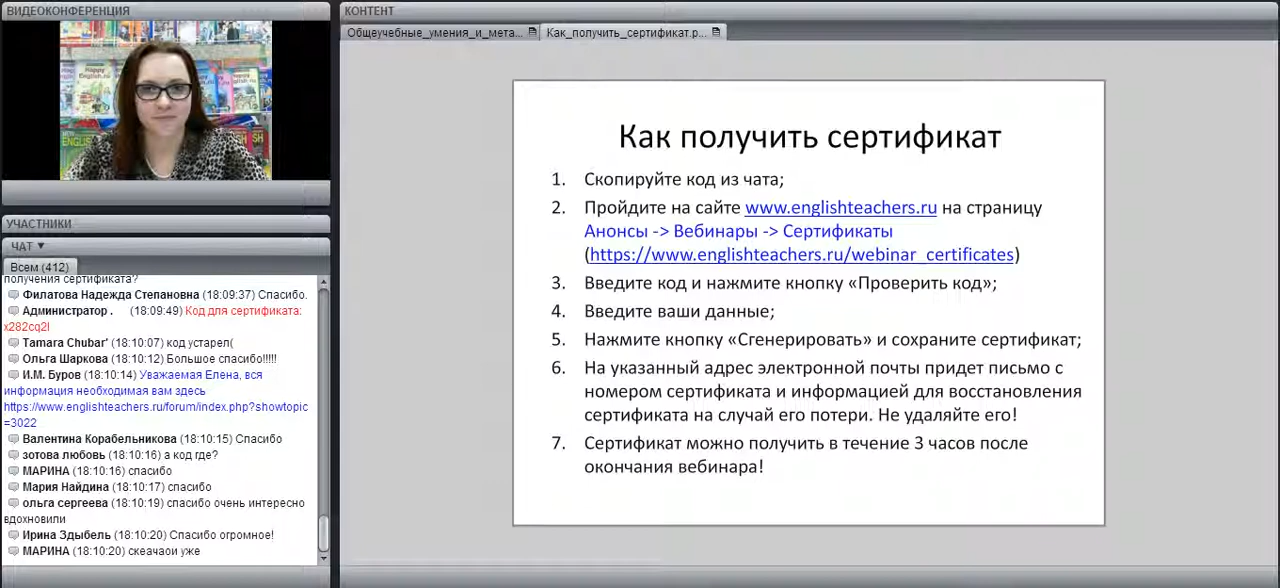 ВИДЕОКОНФЕРЕНЦИЯ
Happy
English.ru
ENGLISH
УЧАСТНИКИ
ЧАТ
Всем (412)
получения сертификата?
Филатова Надежда Степановна (18:09:37) Спасибо.
Администратор . (18:09:49) Код для сертификата:
x282cq2l
Tamara Chubar' (18:10:07) код устарел(
Ольга Шаркова (18:10:12) Большое спасибо!!!!!
И.М. Буров (18:10:14) Уважаемая Елена, вся
информация необходимая вам здесь
https://www.englishteachers.ru/forum/index.php?showtopic
=3022
Валентина Корабельникова (18:10:15) Спасибо
зотова любовь (18:10:16) а код где?
МАРИНА (18:10:16) спасибо
Мария Найдина (18:10:17) спасибо
ольга сергеева (18:10:19) спасибо очень интересно
вдохновили
Ирина Здыбель (18:10:20) Спасибо огромное!
МАРИНА (18:10:20) скеачаои уже
КОНТЕНТ
Общеучебные_умения_и_мета...
Как_получить_сертификат.p...
Как получить сертификат
1. Скопируйте код из чата;
2. Пройдите на сайте www.englishteachers.ru на страницу
Анонсы -> Вебинары -> Сертификаты
(https://www.englishteachers.ru/webinar_certificates)
3. Введите код и нажмите кнопку «Проверить код»;
4. Введите ваши данные;
5. Нажмите кнопку «Сгенерировать» и сохраните сертификат;
6. На указанный адрес электронной почты придет письмо с
номером сертификата и информацией для восстановления
сертификата на случай его потери. Не удаляйте его!
7. Сертификат можно получить в течение 3 часов после
окончания вебинара!